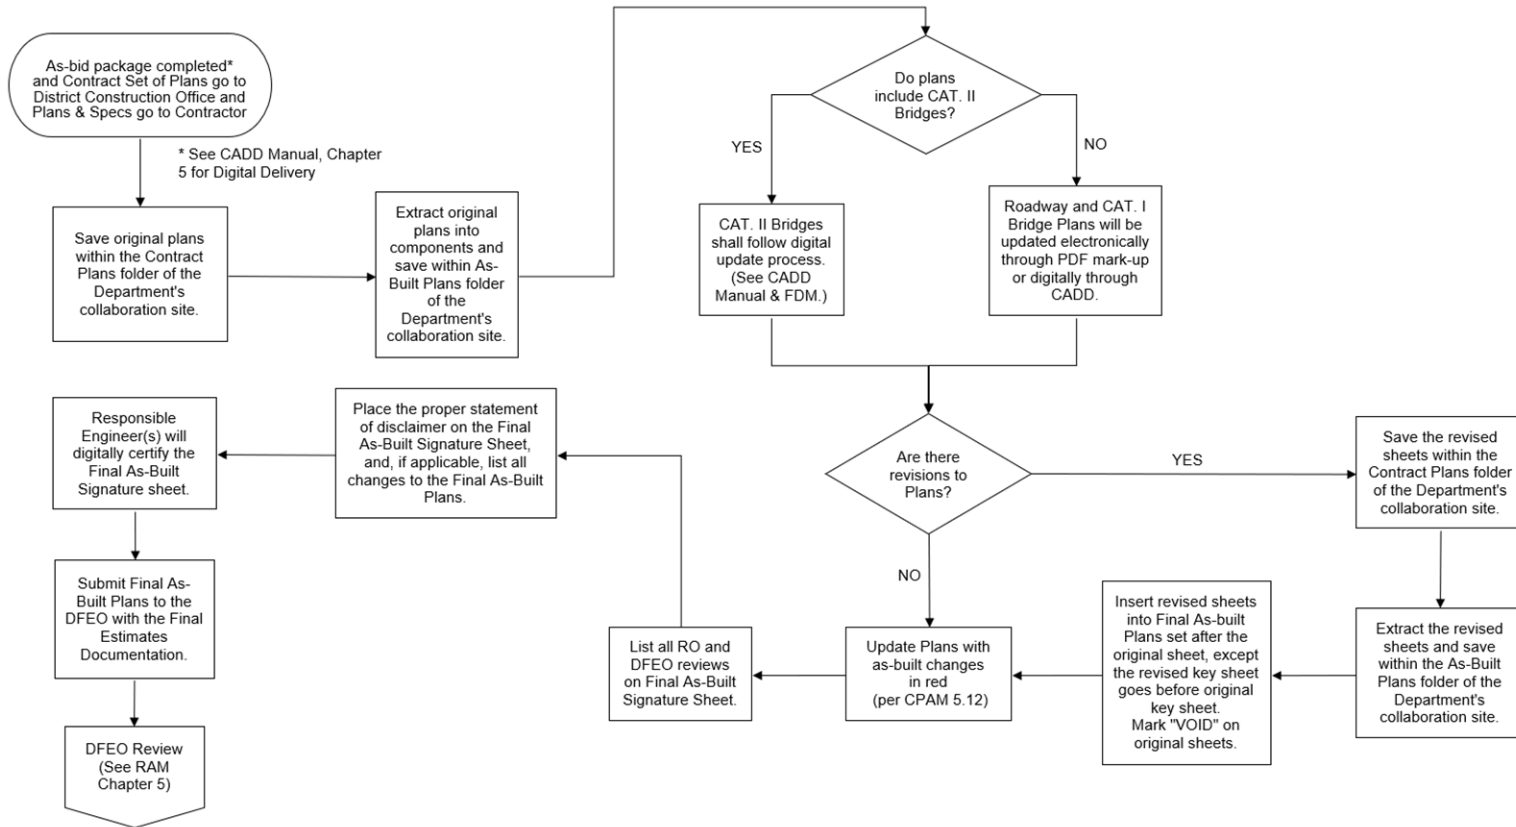 As-bid package completed*
and Contract Set of Plans go to
District Construction Office and
Plans & Specs go to Contractor
* See CADD Manual, Chapter
5 for Digital Delivery
Save original plans
within the Contract
Plans folder of the
Department's
collaboration site.
Extract original
plans into
components and
save within As-
Built Plans folder
of the
Department's
collaboration site.
Do plans
include CAT. II
Bridges?
YES
NO
CAT. II Bridges
shall follow digital
update process.
(See CADD
Manual & FDM.)
Roadway and CAT. I
Bridge Plans will be
updated electronically
through PDF mark-up
or digitally through
CADD.
Are there
revisions to
Plans?
YES
NO
Save the revised
sheets within the
Contract Plans folder
of the Department's
collaboration site.
Extract the revised
sheets and save
within the As-Built
Plans folder of the
Department's
collaboration site.
Insert revised sheets
into Final As-built
Plans set after the
original sheet, except
the revised key sheet
goes before original
key sheet.
Mark "VOID" on
original sheets.
Update Plans with
as-built changes
in red
(per CPAM 5.12)
List all RO and
DFEO reviews
on Final As-Built
Signature Sheet.
Place the proper statement
of disclaimer on the Final
As-Built Signature Sheet,
and, if applicable, list all
changes to the Final As-Built
Plans.
Responsible
Engineer(s) will
digitally certify the
Final As-Built
Signature sheet.
Submit Final As-
Built Plans to the
DFEO with the Final
Estimates
Documentation.
DFEO Review
(See RAM
Chapter 5)